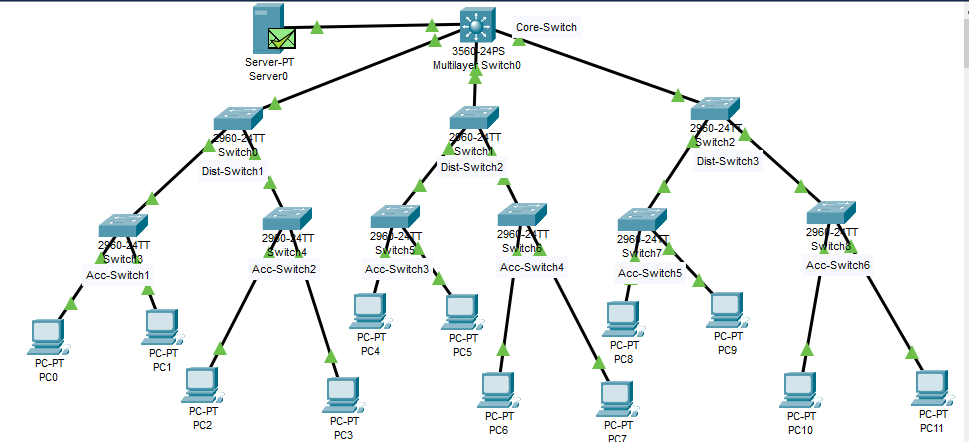 Core-Switch
Server-PT
Server0
3560-24PS
Multilayer Switch0
2960-24TT
Switch0
Dist-Switch1
2960-24TT
Switch1
Dist-Switch2
2960-24TT
Switch2
Dist-Switch3
2960-24TT
Switch3
Acc-Switch1
2960-24TT
Switch4
Acc-Switch2
2960-24TT
Switch5
Acc-Switch3
2960-24TT
Switch6
Acc-Switch4
2960-24TT
Switch7
Acc-Switch5
2960-24TT
Switch8
Acc-Switch6
PC-PT
PC0
PC-PT
PC1
PC-PT
PC2
PC-PT
PC3
PC-PT
PC4
PC-PT
PC5
PC-PT
PC6
PC-PT
PC7
PC-PT
PC8
PC-PT
PC9
PC-PT
PC10
PC-PT
PC11